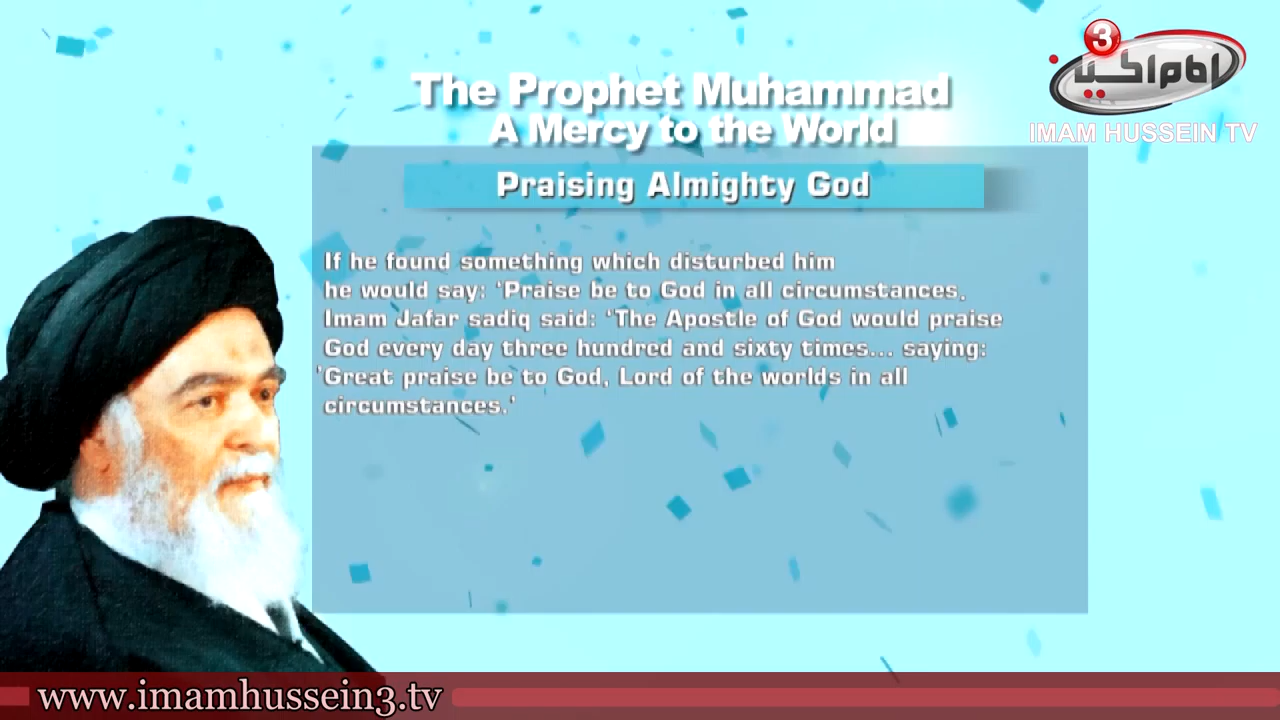 3
امام حسین
IMAM HUSSEIN TV
The Prophet Muhammad
A Mercy to the World
Praising Almighty God
If he found something which disturbed him
he would say: 'Praise be to God in all circumstances,
Imam Jafar sadiq said: 'The Apostle of God would praise
God every day three hundred and sixty times... saying:
'Great praise be to God, Lord of the worlds in all
circumstances.'
www.imamhussein3.tv